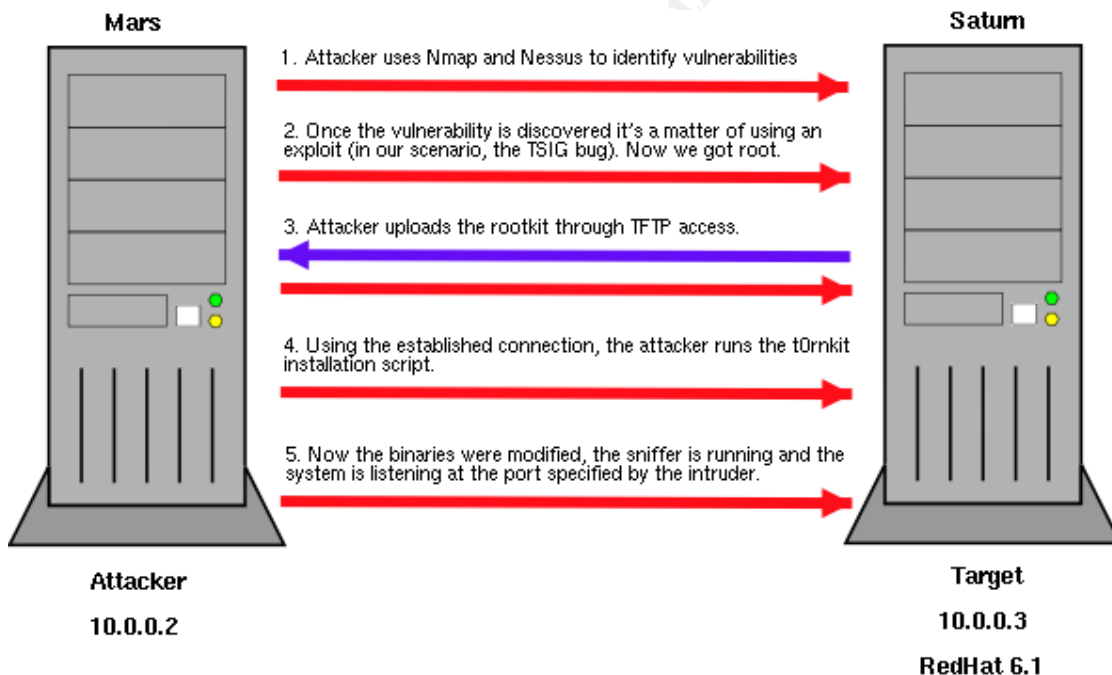 Mars
Saturn
1. Attacker uses Nmap and Nessus to identify vulnerabilities
2. Once the vulnerability is discovered it's a matter of using an
exploit (in our scenario, the TSIG bug). Now we got root.
3. Attacker uploads the rootkit through TFTP access.
4. Using the established connection, the attacker runs the t0rnkit
installation script.
5. Now the binaries were modified, the sniffer is running and the
system is listening at the port specified by the intruder.
Attacker
10.0.0.2
Target
10.0.0.3
RedHat 6.1